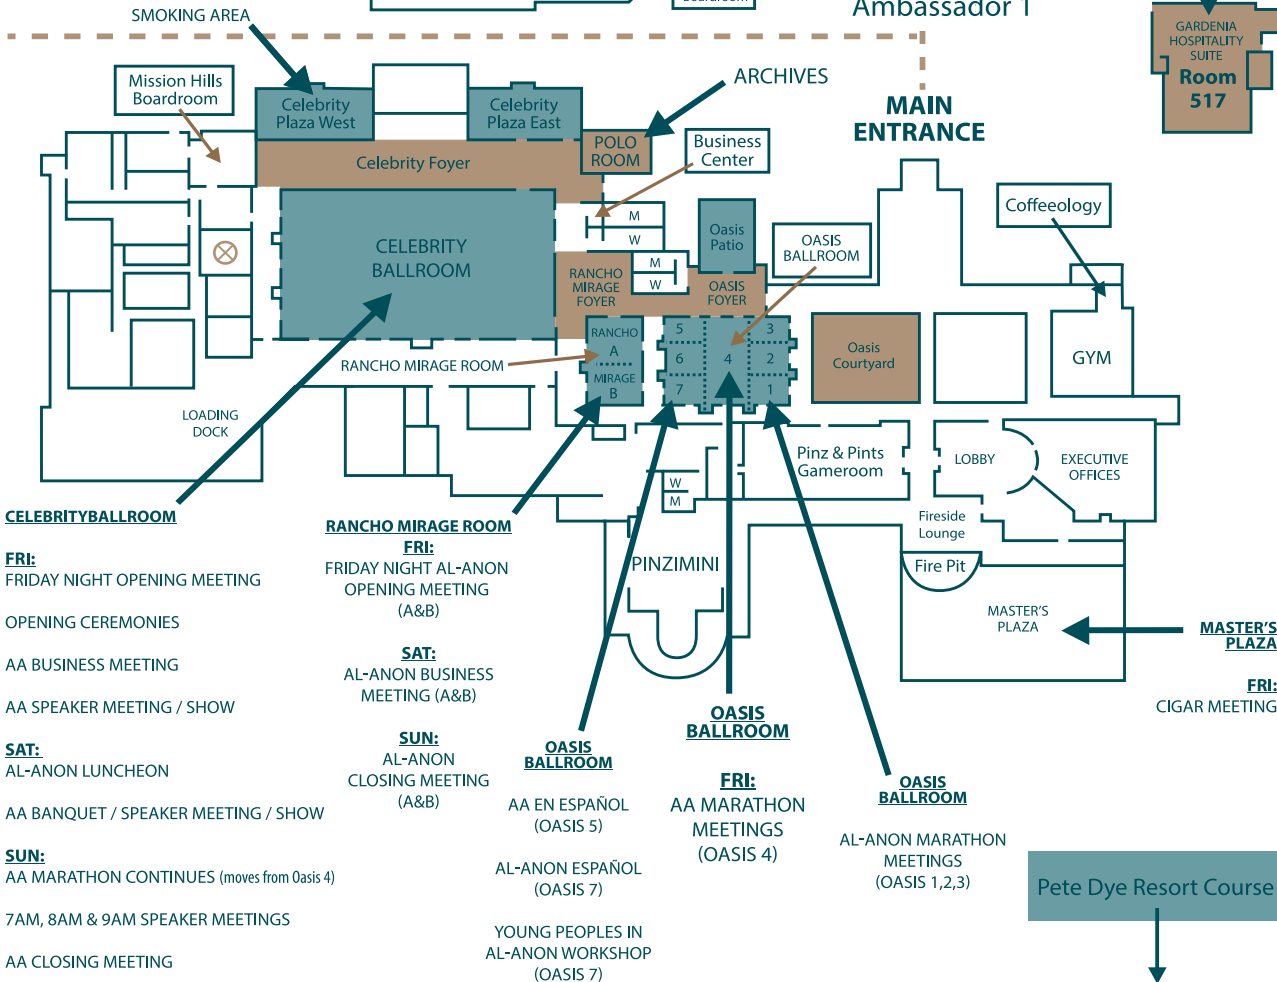 SMOKING AREA
Boardroom
Ambassador 1
GARDENIA
HOSPITALITY
SUITE
Room
517
Mission Hills
Boardroom
Celebrity
Plaza West
Celebrity
Plaza East
ARCHIVES
MAIN
ENTRANCE
POLO
ROOM
Business
Center
Celebrity Foyer
Coffeeology
M
W
Oasis
Patio
OASIS
BALLROOM
CELEBRITY
BALLROOM
M
W
RANCHO
MIRAGE
FOYER
OASIS
FOYER
RANCHO
A
MIRAGE
B
5
6
7
4
3
2
1
Oasis
Courtyard
GYM
RANCHO MIRAGE ROOM
LOADING
DOCK
Pinz & Pints
Gameroom
LOBBY
EXECUTIVE
OFFICES
W
M
Fireside
Lounge
Fire Pit
PINZIMINI
MASTER'S
PLAZA
CELEBRITYBALLROOM
FRI:
FRIDAY NIGHT OPENING MEETING
OPENING CEREMONIES
AA BUSINESS MEETING
AA SPEAKER MEETING / SHOW
SAT:
AL-ANON LUNCHEON
AA BANQUET / SPEAKER MEETING / SHOW
SUN:
AA MARATHON CONTINUES (moves from Oasis 4)
7AM, 8AM & 9AM SPEAKER MEETINGS
AA CLOSING MEETING
RANCHO MIRAGE ROOM
FRI:
FRIDAY NIGHT AL-ANON
OPENING MEETING
(A&B)
SAT:
AL-ANON BUSINESS
MEETING (A&B)
SUN:
AL-ANON
CLOSING MEETING
(A&B)
OASIS
BALLROOM
AA EN ESPAÑOL
(OASIS 5)
AL-ANON ESPAÑOL
(OASIS 7)
YOUNG PEOPLES IN
AL-ANON WORKSHOP
(OASIS 7)
OASIS
BALLROOM
FRI:
AA MARATHON
MEETINGS
(OASIS 4)
OASIS
BALLROOM
AL-ANON MARATHON
MEETINGS
(OASIS 1,2,3)
MASTER'S
PLAZA
FRI:
CIGAR MEETING
Pete Dye Resort Course